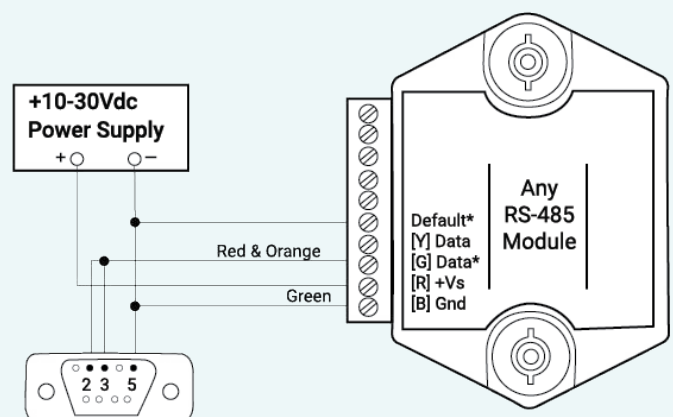 +10-30Vdc
Power Supply
+ −
Default*
[Y] Data
[G] Data*
[R] +Vs
[B] Gnd
Any
RS-485
Module
Red & Orange
Green
2 3 5